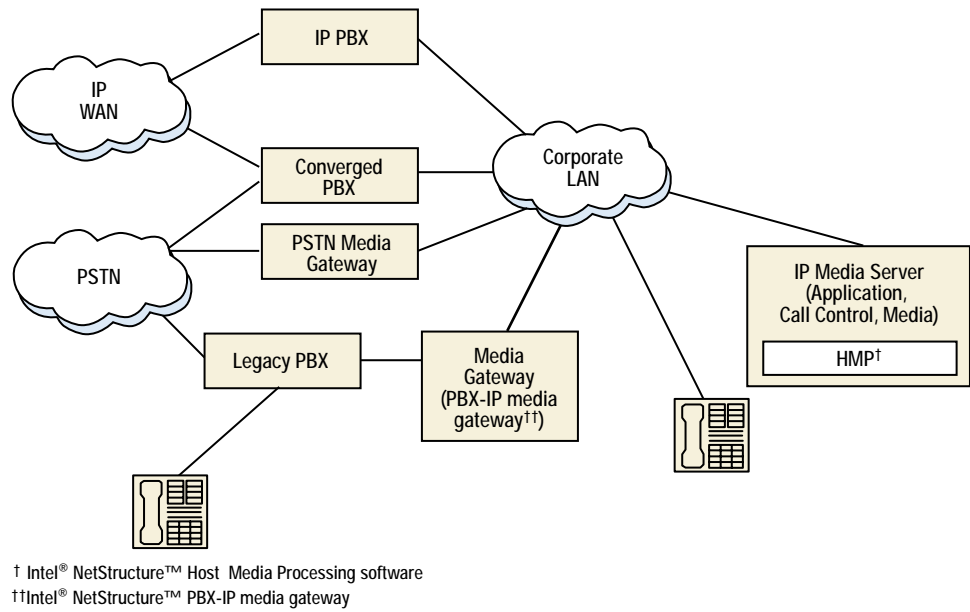 IP PBX
IP
WAN
Corporate
LAN
Converged
PBX
PSTN Media
Gateway
PSTN
IP Media Server
(Application,
Call Control, Media)
HMP†
Legacy PBX
Media
Gateway
(PBX-IP media
gateway††)
† Intel® NetStructure™ Host Media Processing software
††Intel® NetStructure™ PBX-IP media gateway